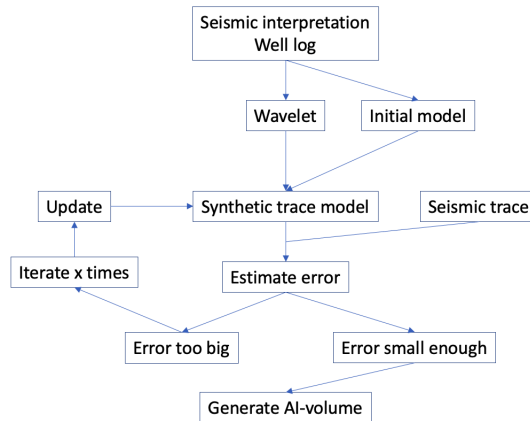 Seismic interpretation
Well log
Wavelet
Initial model
Update
Synthetic trace model
Seismic trace
Iterate x times
Estimate error
Error too big
Error small enough
Generate AI-volume